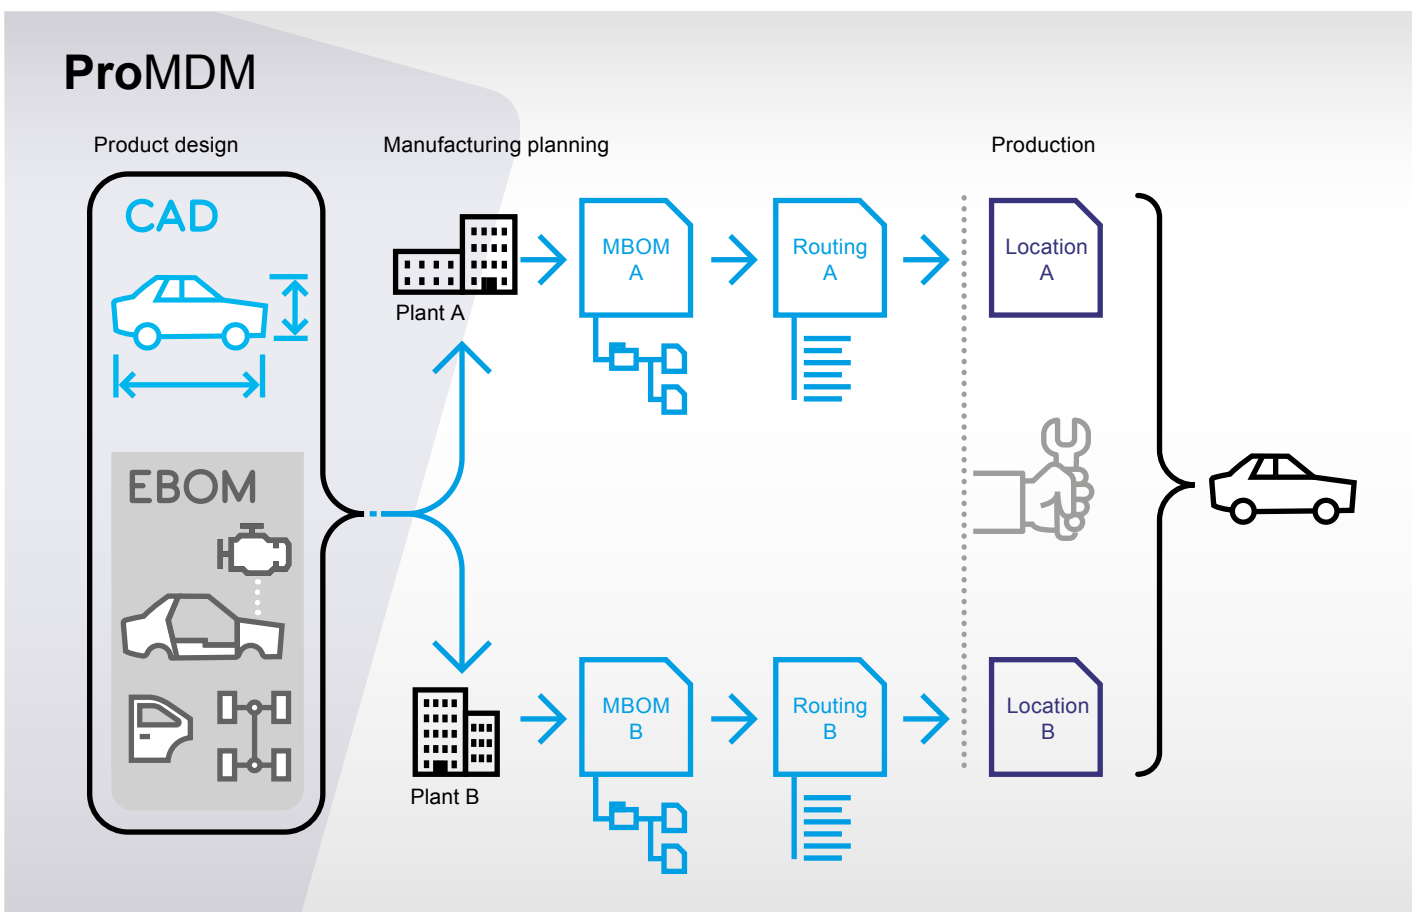 ProMDM
Product design
Manufacturing planning
Production
CAD
EBOM
Plant A
MBOM
A
Routing
A
Location
A
Plant B
MBOM
B
Routing
B
Location
B